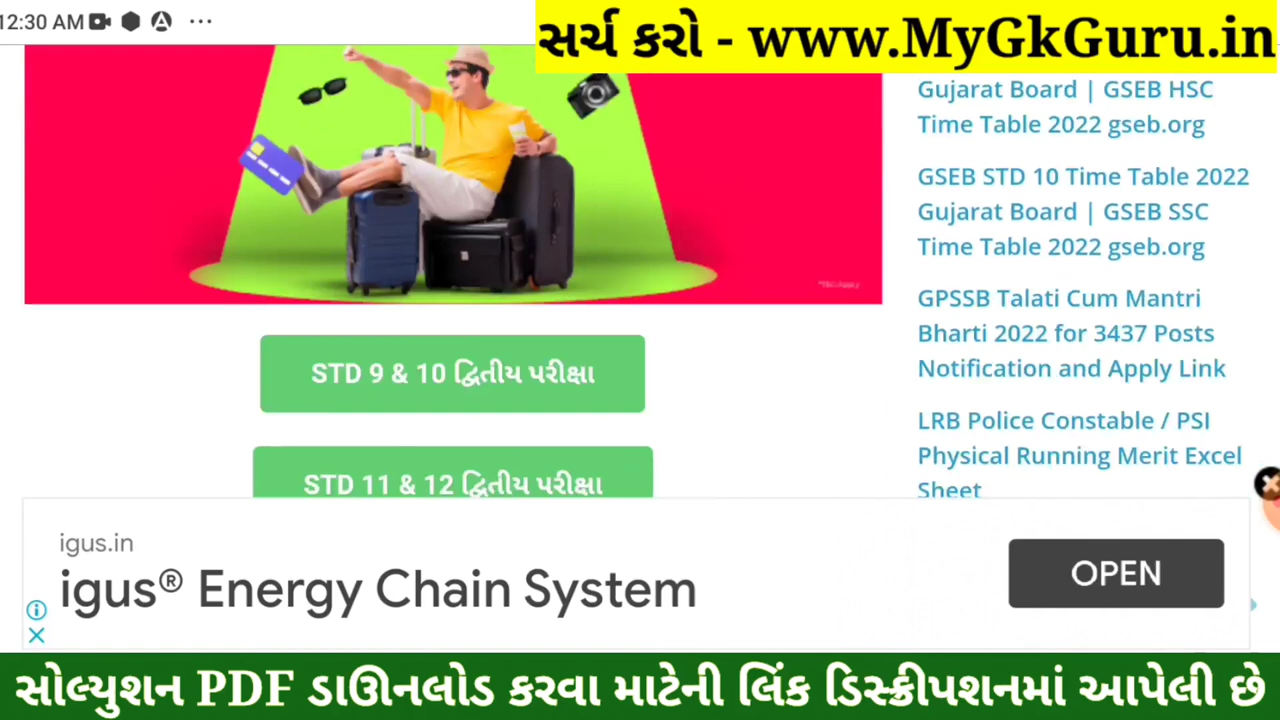 12:30 AM
સર્ચ કરો - www.MyGkGuru.in
Gujarat Board | GSEB HSC
Time Table 2022 gseb.org
GSEB STD 10 Time Table 2022
Gujarat Board | GSEB SSC
Time Table 2022 gseb.org
GPSSB Talati Cum Mantri
Bharti 2022 for 3437 Posts
Notification and Apply Link
LRB Police Constable / PSI
Physical Running Merit Excel
Sheet
*T&C Apply
STD 9 & 10 દ્વિતીય પરીક્ષા
STD 11 & 12 દ્વિતીય પરીક્ષા
igus.in
igus® Energy Chain System
OPEN
સોલ્યુશન PDF ડાઊનલોડ કરવા માટેની લિંક ડિસ્ક્રીપશનમાં આપેલી છે